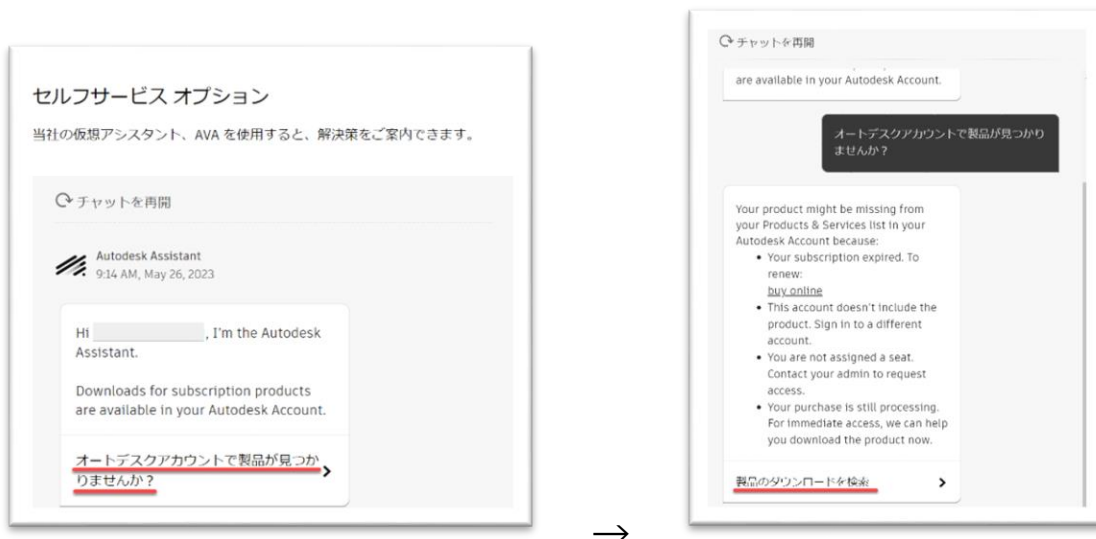 セルフサービス オプション
当社の仮想アシスタント、AVA を使用すると、解決策をご案内できます。
チャットを再開
Autodesk Assistant
9:14 AM, May 26, 2023
Hi , I'm the Autodesk
Assistant.
Downloads for subscription products
are available in your Autodesk Account.
オートデスクアカウントで製品が見つか
りませんか？
→
チャットを再開
are available in your Autodesk Account.
オートデスクアカウントで製品が見つかり
ませんか？
Your product might be missing from
your Products & Services list in your
Autodesk Account because:
• Your subscription expired. To
renew:
buy online
• This account doesn't include the
product. Sign in to a different
account.
• You are not assigned a seat.
Contact your admin to request
access.
• Your purchase is still processing.
For immediate access, we can help
you download the product now.
製品のダウンロードを検索